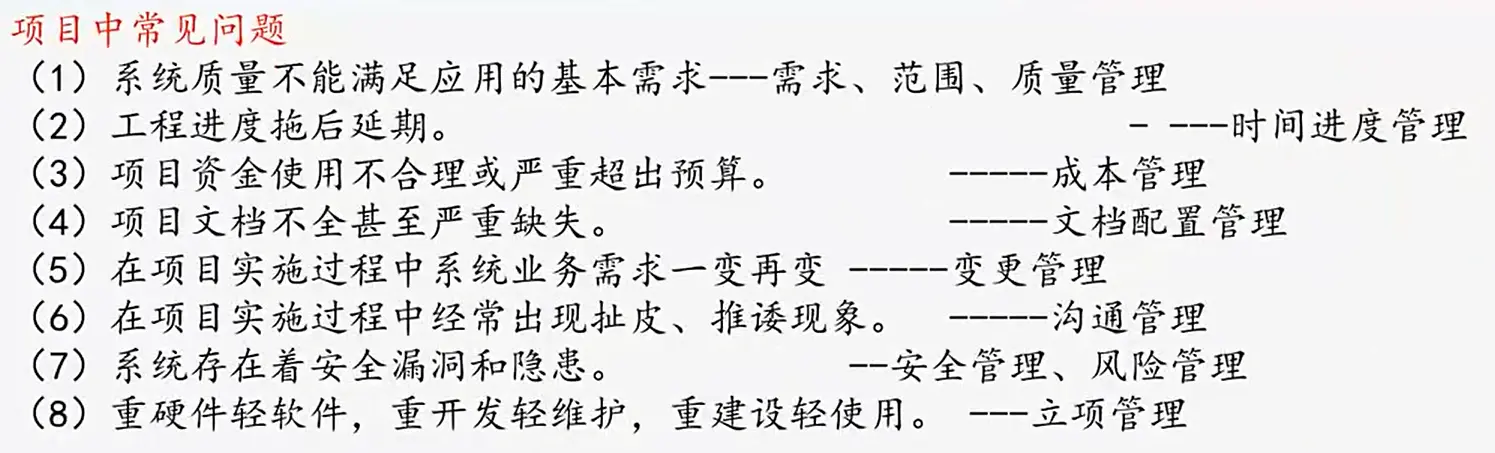 项目中常见问题
（1）系统质量不能满足应用的基本需求---需求、范围、质量管理
（2）工程进度拖后延期。 - ---时间进度管理
（3）项目资金使用不合理或严重超出预算。 -----成本管理
（4）项目文档不全甚至严重缺失。 -----文档配置管理
（5）在项目实施过程中系统业务需求一变再变 -----变更管理
（6）在项目实施过程中经常出现扯皮、推诿现象。 -----沟通管理
（7）系统存在着安全漏洞和隐患。 --安全管理、风险管理
（8）重硬件轻软件，重开发轻维护，重建设轻使用。 ---立项管理